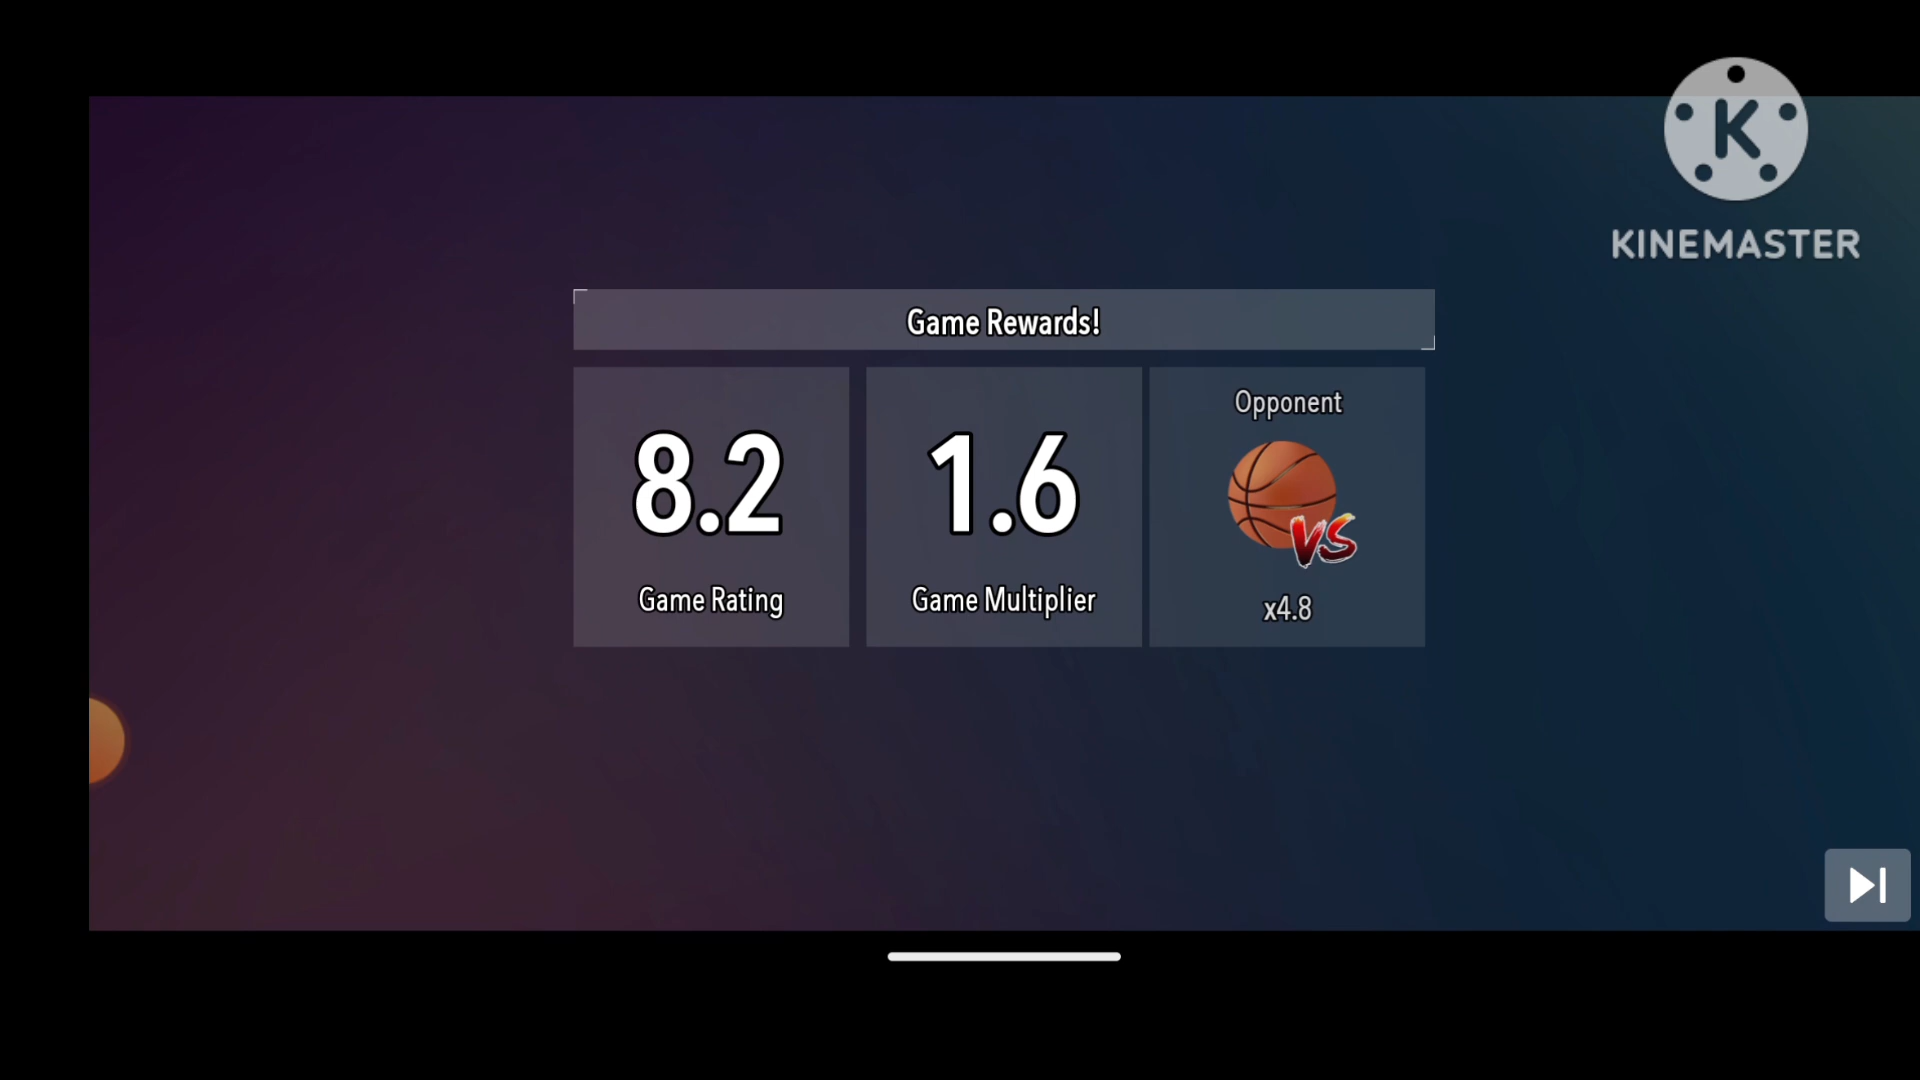 K
KINEMASTER
Game Rewards!
8.2
Game Rating
1.6
Game Multiplier
Opponent
VS
x4.8